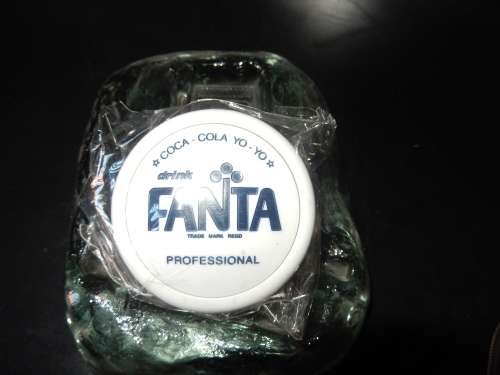 ☆ COCA - COLA YO - YO ☆
drink
FANTA
TRADE MARK REGD
PROFESSIONAL